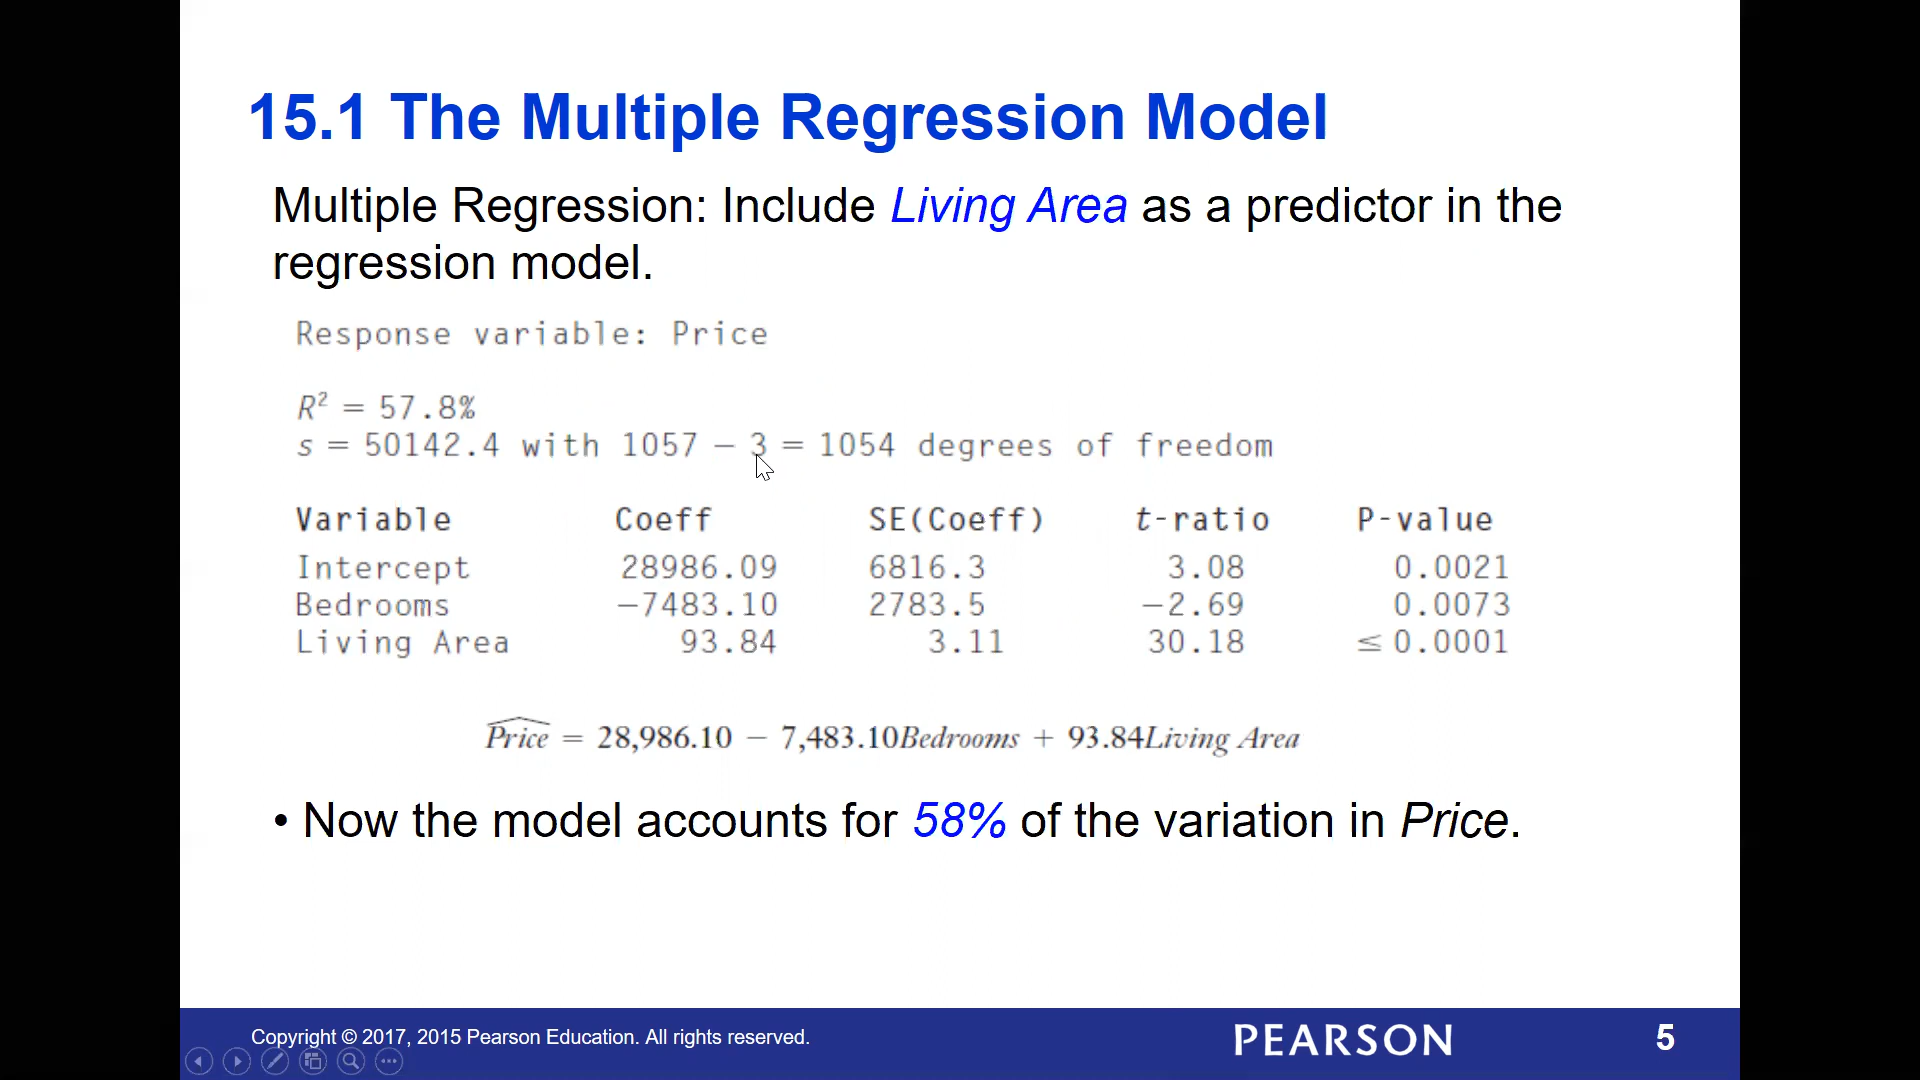 15.1 The Multiple Regression Model
Multiple Regression: Include Living Area as a predictor in the
regression model.
Response variable: Price
R² = 57.8%
s = 50142.4 with 1057 − 3 = 1054 degrees of freedom
Variable Coeff SE(Coeff) t-ratio P-value
Intercept 28986.09 6816.3 3.08 0.0021
Bedrooms −7483.10 2783.5 −2.69 0.0073
Living Area 93.84 3.11 30.18 ≤ 0.0001
Price = 28,986.10 − 7,483.10Bedrooms + 93.84Living Area
• Now the model accounts for 58% of the variation in Price.
Copyright © 2017, 2015 Pearson Education. All rights reserved.
PEARSON
5